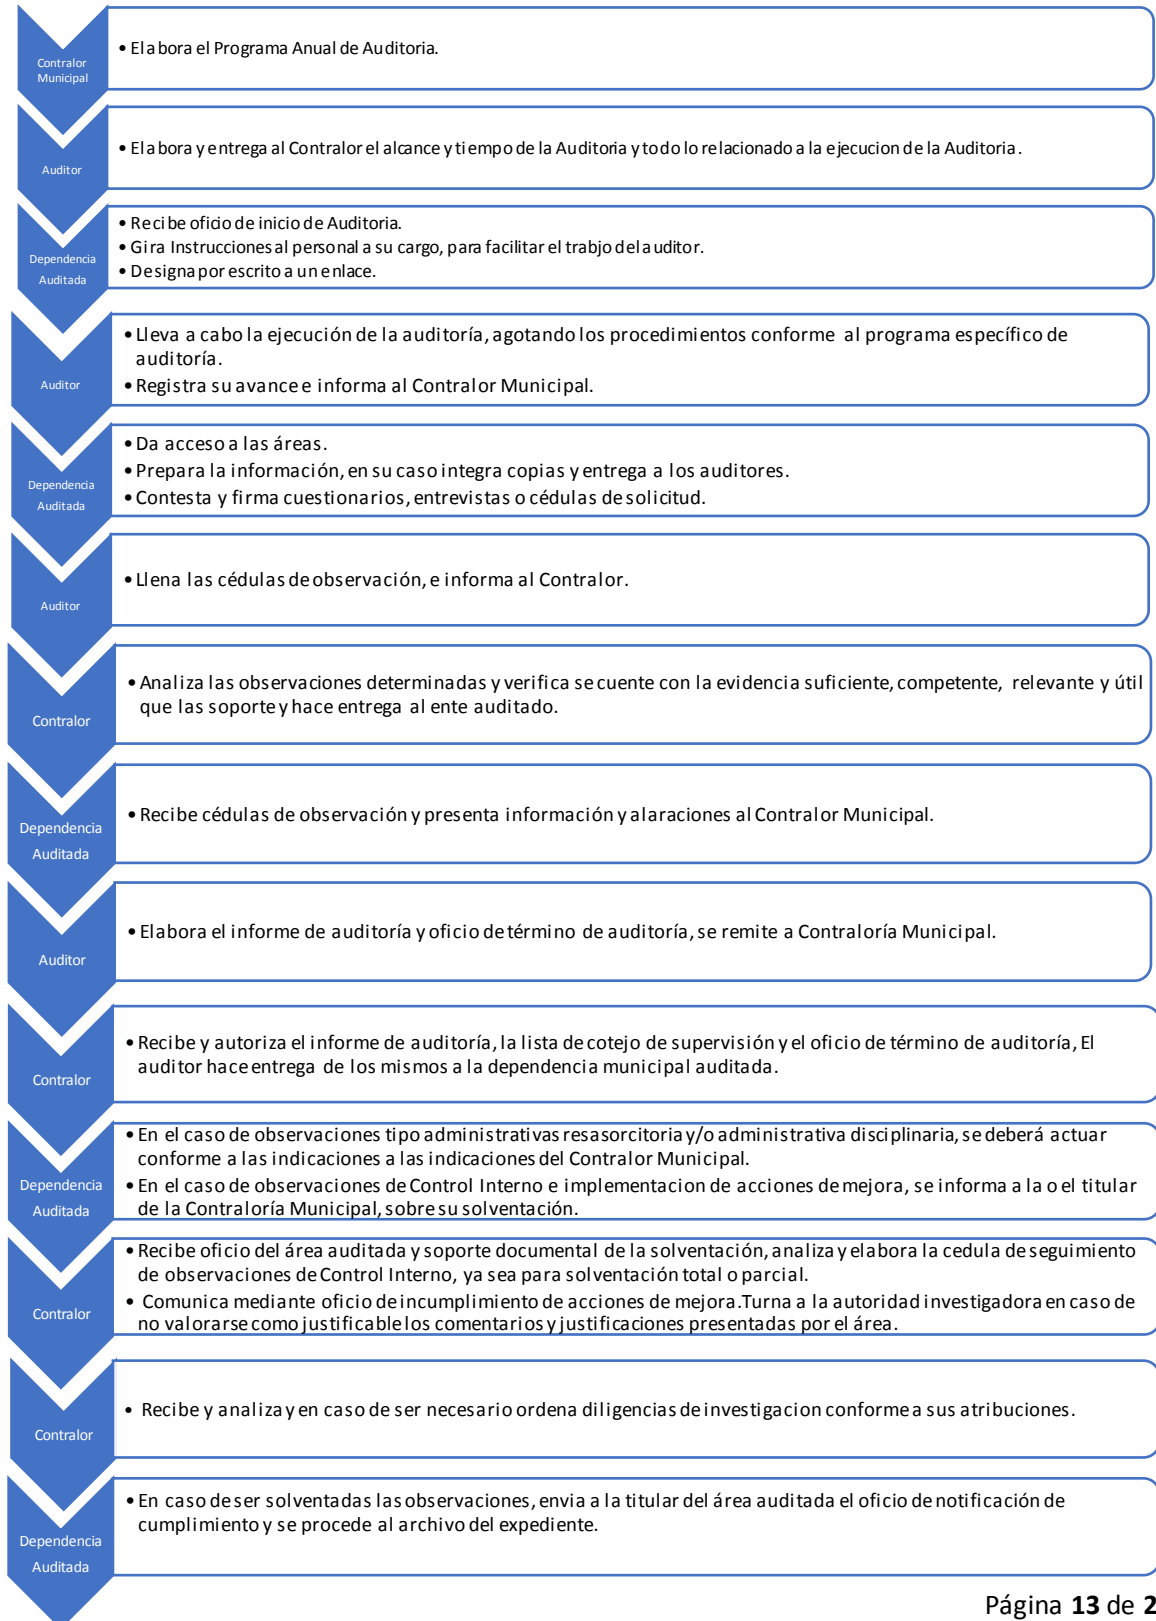 Contralor
Municipal
• Elabora el Programa Anual de Auditoria.
Auditor
• Elabora y entrega al Contralor el alcance y tiempo de la Auditoria y todo lo relacionado a la ejecucion de la Auditoria.
Dependencia
Auditada
• Recibe oficio de inicio de Auditoria.
• Gira Instrucciones al personal a su cargo, para facilitar el trabjo del auditor.
• Designa por escrito a un enlace.
Auditor
• Lleva a cabo la ejecución de la auditoría, agotando los procedimientos conforme al programa específico de
auditoría.
• Registra su avance e informa al Contralor Municipal.
Dependencia
Auditada
• Da acceso a las áreas.
• Prepara la información, en su caso integra copias y entrega a los auditores.
• Contesta y firma cuestionarios, entrevistas o cédulas de solicitud.
Auditor
• Llena las cédulas de observación, e informa al Contralor.
Contralor
• Analiza las observaciones determinadas y verifica se cuente con la evidencia suficiente, competente, relevante y útil
que las soporte y hace entrega al ente auditado.
Dependencia
Auditada
• Recibe cédulas de observación y presenta información y alaraciones al Contralor Municipal.
Auditor
• Elabora el informe de auditoría y oficio de término de auditoría, se remite a Contraloría Municipal.
Contralor
• Recibe y autoriza el informe de auditoría, la lista de cotejo de supervisión y el oficio de término de auditoría, El
auditor hace entrega de los mismos a la dependencia municipal auditada.
Dependencia
Auditada
• En el caso de observaciones tipo administrativas resasorcitoria y/o administrativa disciplinaria, se deberá actuar
conforme a las indicaciones a las indicaciones del Contralor Municipal.
• En el caso de observaciones de Control Interno e implementacion de acciones de mejora, se informa a la o el titular
de la Contraloría Municipal, sobre su solventación.
Contralor
• Recibe oficio del área auditada y soporte documental de la solventación, analiza y elabora la cedula de seguimiento
de observaciones de Control Interno, ya sea para solventación total o parcial.
• Comunica mediante oficio de incumplimiento de acciones de mejora.Turna a la autoridad investigadora en caso de
no valorarse como justificable los comentarios y justificaciones presentadas por el área.
Contralor
• Recibe y analiza y en caso de ser necesario ordena diligencias de investigacion conforme a sus atribuciones.
Dependencia
Auditada
• En caso de ser solventadas las observaciones, envia a la titular del área auditada el oficio de notificación de
cumplimiento y se procede al archivo del expediente.
Página 13 de 2